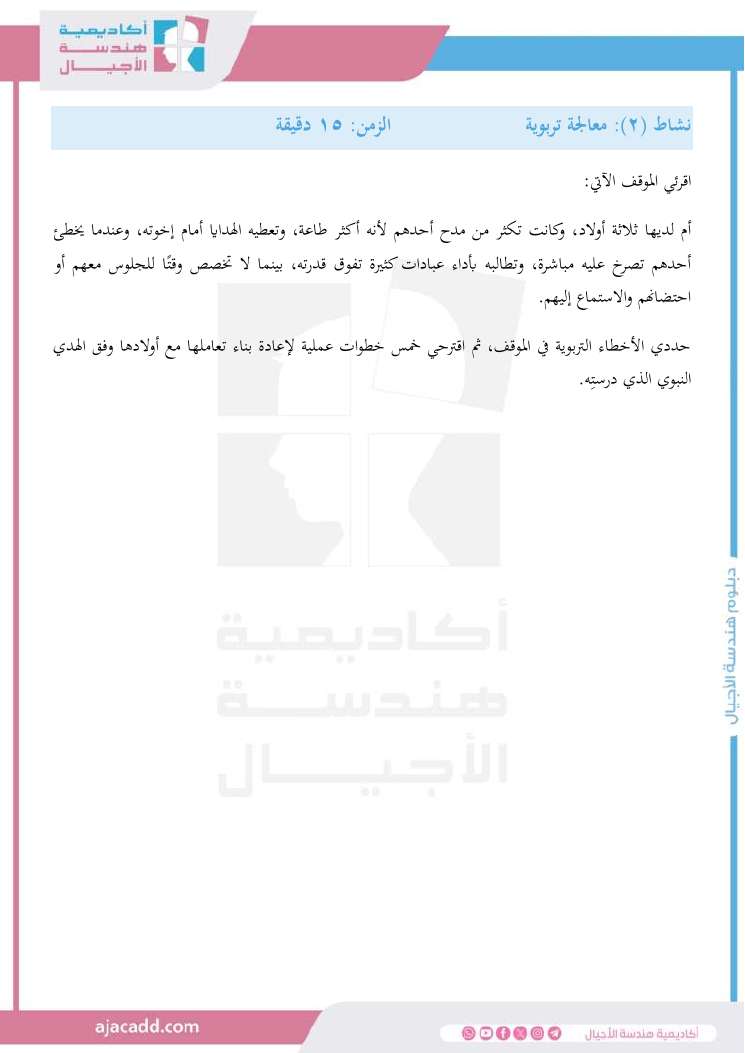 أكاديمية
هندسة
الأجيال
نشاط (٢): معالجة تربوية الزمن: ١٥ دقيقة
اقرئي الموقف الآتي:
أم لديها ثلاثة أولاد، وكانت تكثر من مدح أحدهم لأنه أكثر طاعة، وتعطيه الهدايا أمام إخوته، وعندما يخطئ
أحدهم تصرخ عليه مباشرة، وتطالبه بأداء عبادات كثيرة تفوق قدرته، بينما لا تخصص وقتًا للجلوس معهم أو
احتضانهم والاستماع إليهم.
حددي الأخطاء التربوية في الموقف، ثم اقترحي خمس خطوات عملية لإعادة بناء تعاملها مع أولادها وفق الهدي
النبوي الذي درستِه.
أكاديمية
هندسة
الأجيال
دبلوم هندسة الأجيال
أكاديمية هندسة الأجيال
ajacadd.com